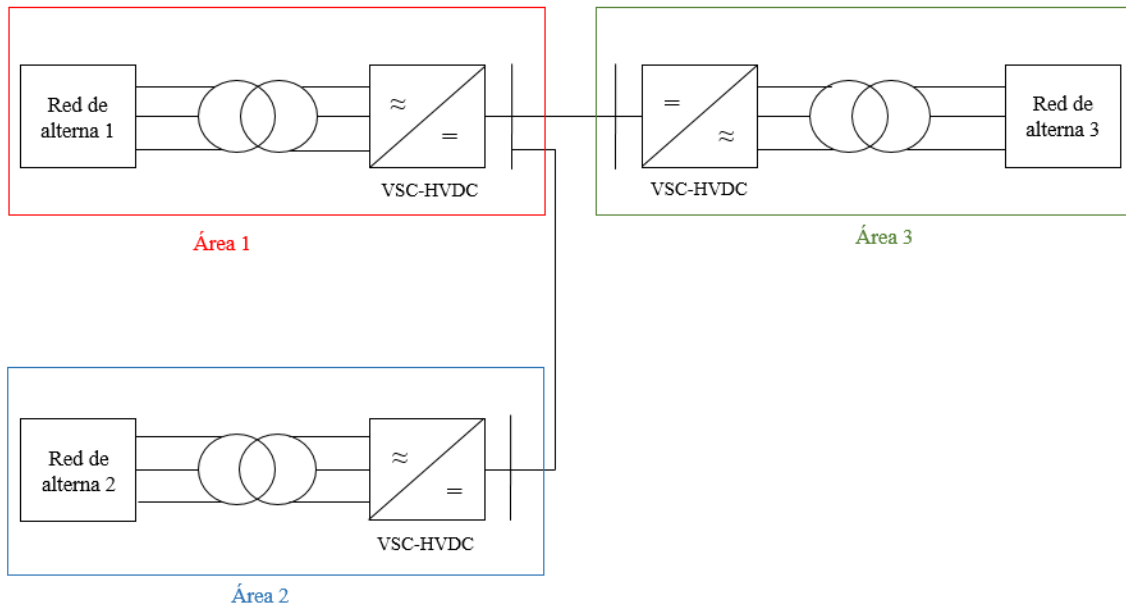 Red de
alterna 1
≈
=
VSC-HVDC
Área 1
=
≈
VSC-HVDC
Red de
alterna 3
Área 3
Red de
alterna 2
≈
=
VSC-HVDC
Área 2